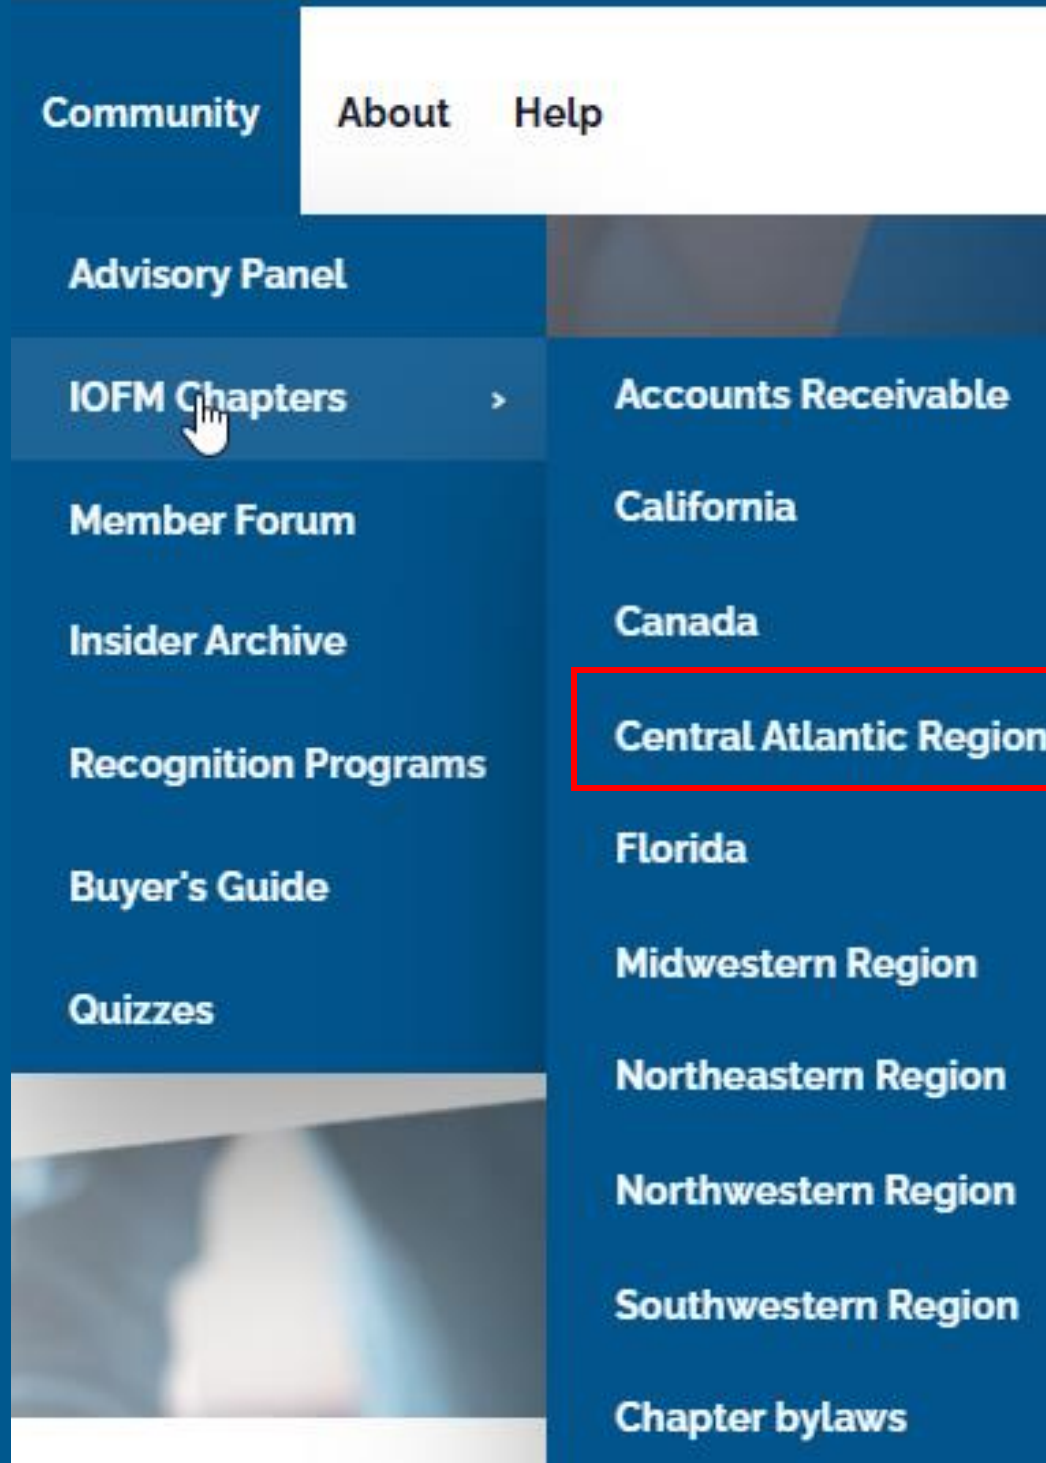 Community
About
Help
Advisory Panel
IOFM Chapters >
Member Forum
Insider Archive
Recognition Programs
Buyer's Guide
Quizzes
Accounts Receivable
California
Canada
Central Atlantic Region
Florida
Midwestern Region
Northeastern Region
Northwestern Region
Southwestern Region
Chapter bylaws